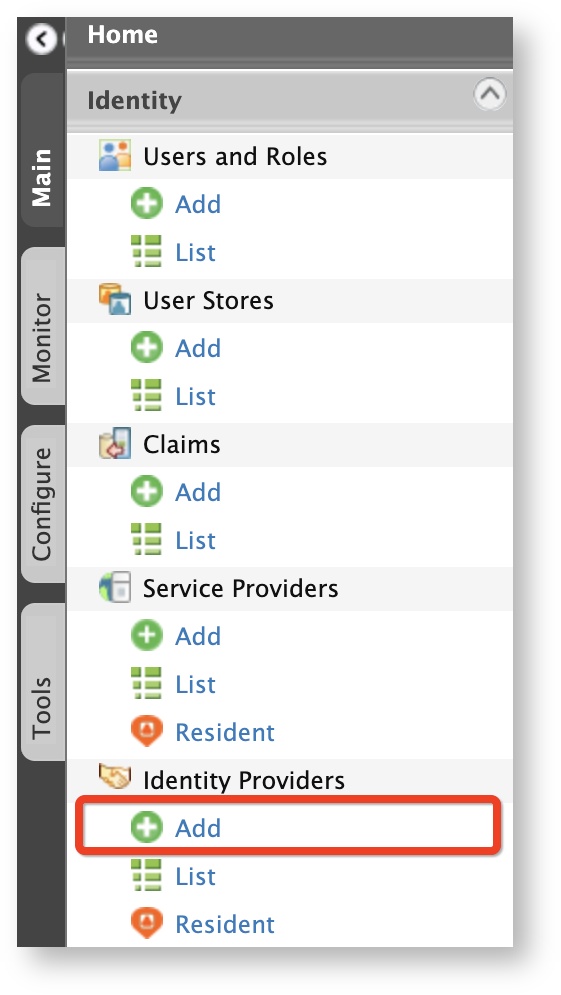 Home
Identity
Users and Roles
Add
List
User Stores
Add
List
Claims
Add
List
Service Providers
Add
List
Resident
Identity Providers
Add
List
Resident
Main
Monitor
Configure
Tools